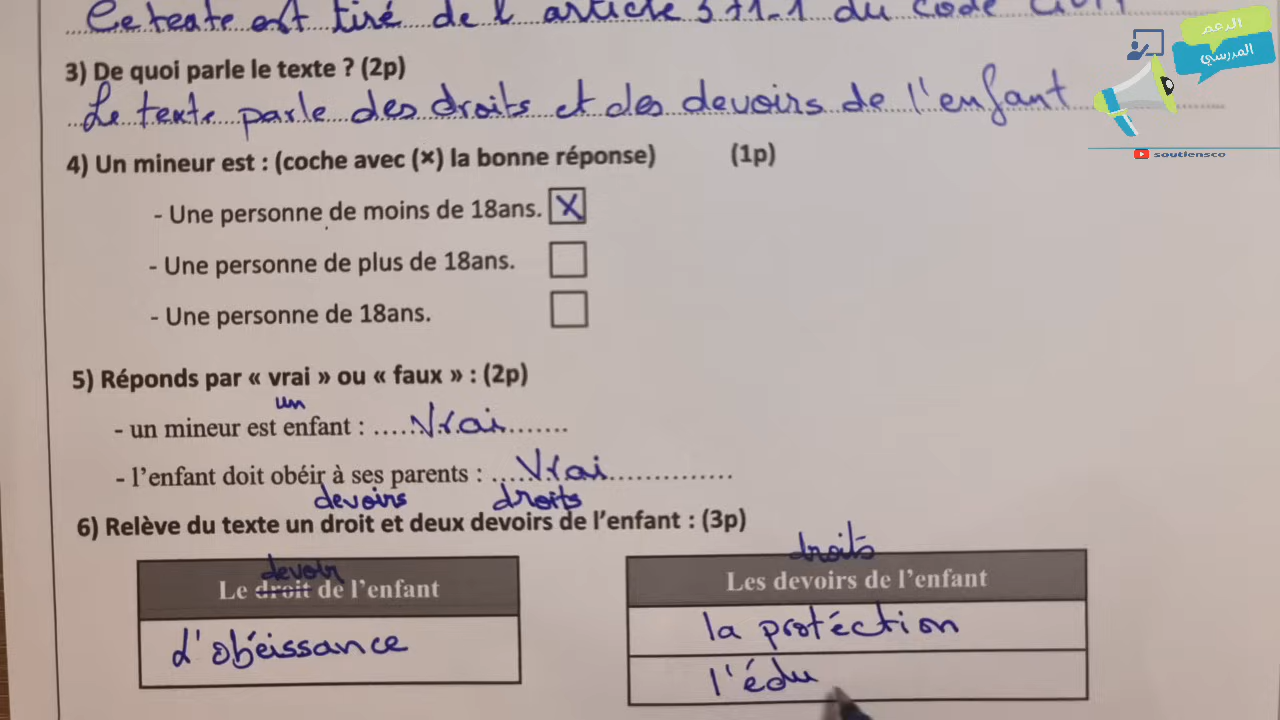 Le texte est tiré de l'article 371-1 du code civil
3) De quoi parle le texte ? (2p)
Le texte parle des droits et des devoirs de l'enfant
4) Un mineur est : (coche avec (×) la bonne réponse) (1p)
- Une personne de moins de 18ans. X
- Une personne de plus de 18ans.
- Une personne de 18ans.
5) Réponds par « vrai » ou « faux » : (2p)
un
- un mineur est enfant : ....Vrai.......
- l'enfant doit obéir à ses parents : ....Vrai..............
devoirs droits
6) Relève du texte un droit et deux devoirs de l'enfant : (3p)
devoir
Le droit de l'enfant
d'obéissance
droits
Les devoirs de l'enfant
la protéction
l'édu
الدعم
المدرسي
soutiensco